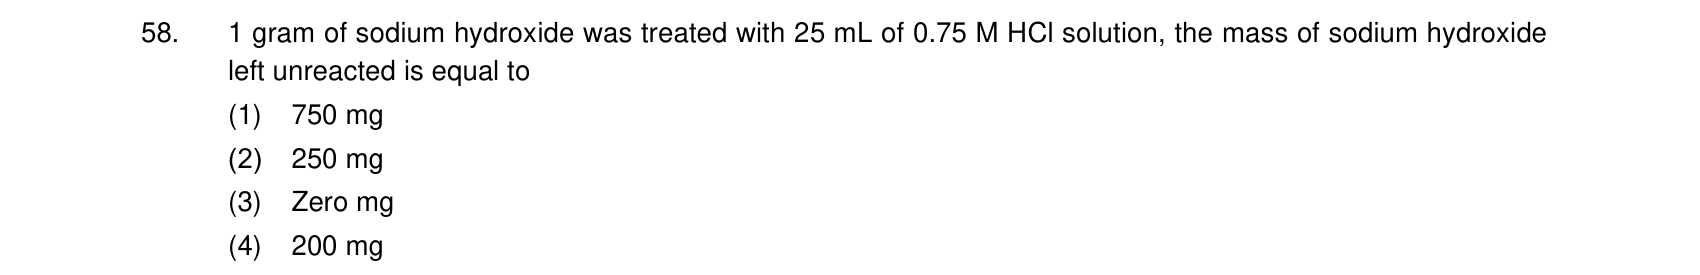 58. 1 gram of sodium hydroxide was treated with 25 mL of 0.75 M HCl solution, the mass of sodium hydroxide
left unreacted is equal to
(1) 750 mg
(2) 250 mg
(3) Zero mg
(4) 200 mg